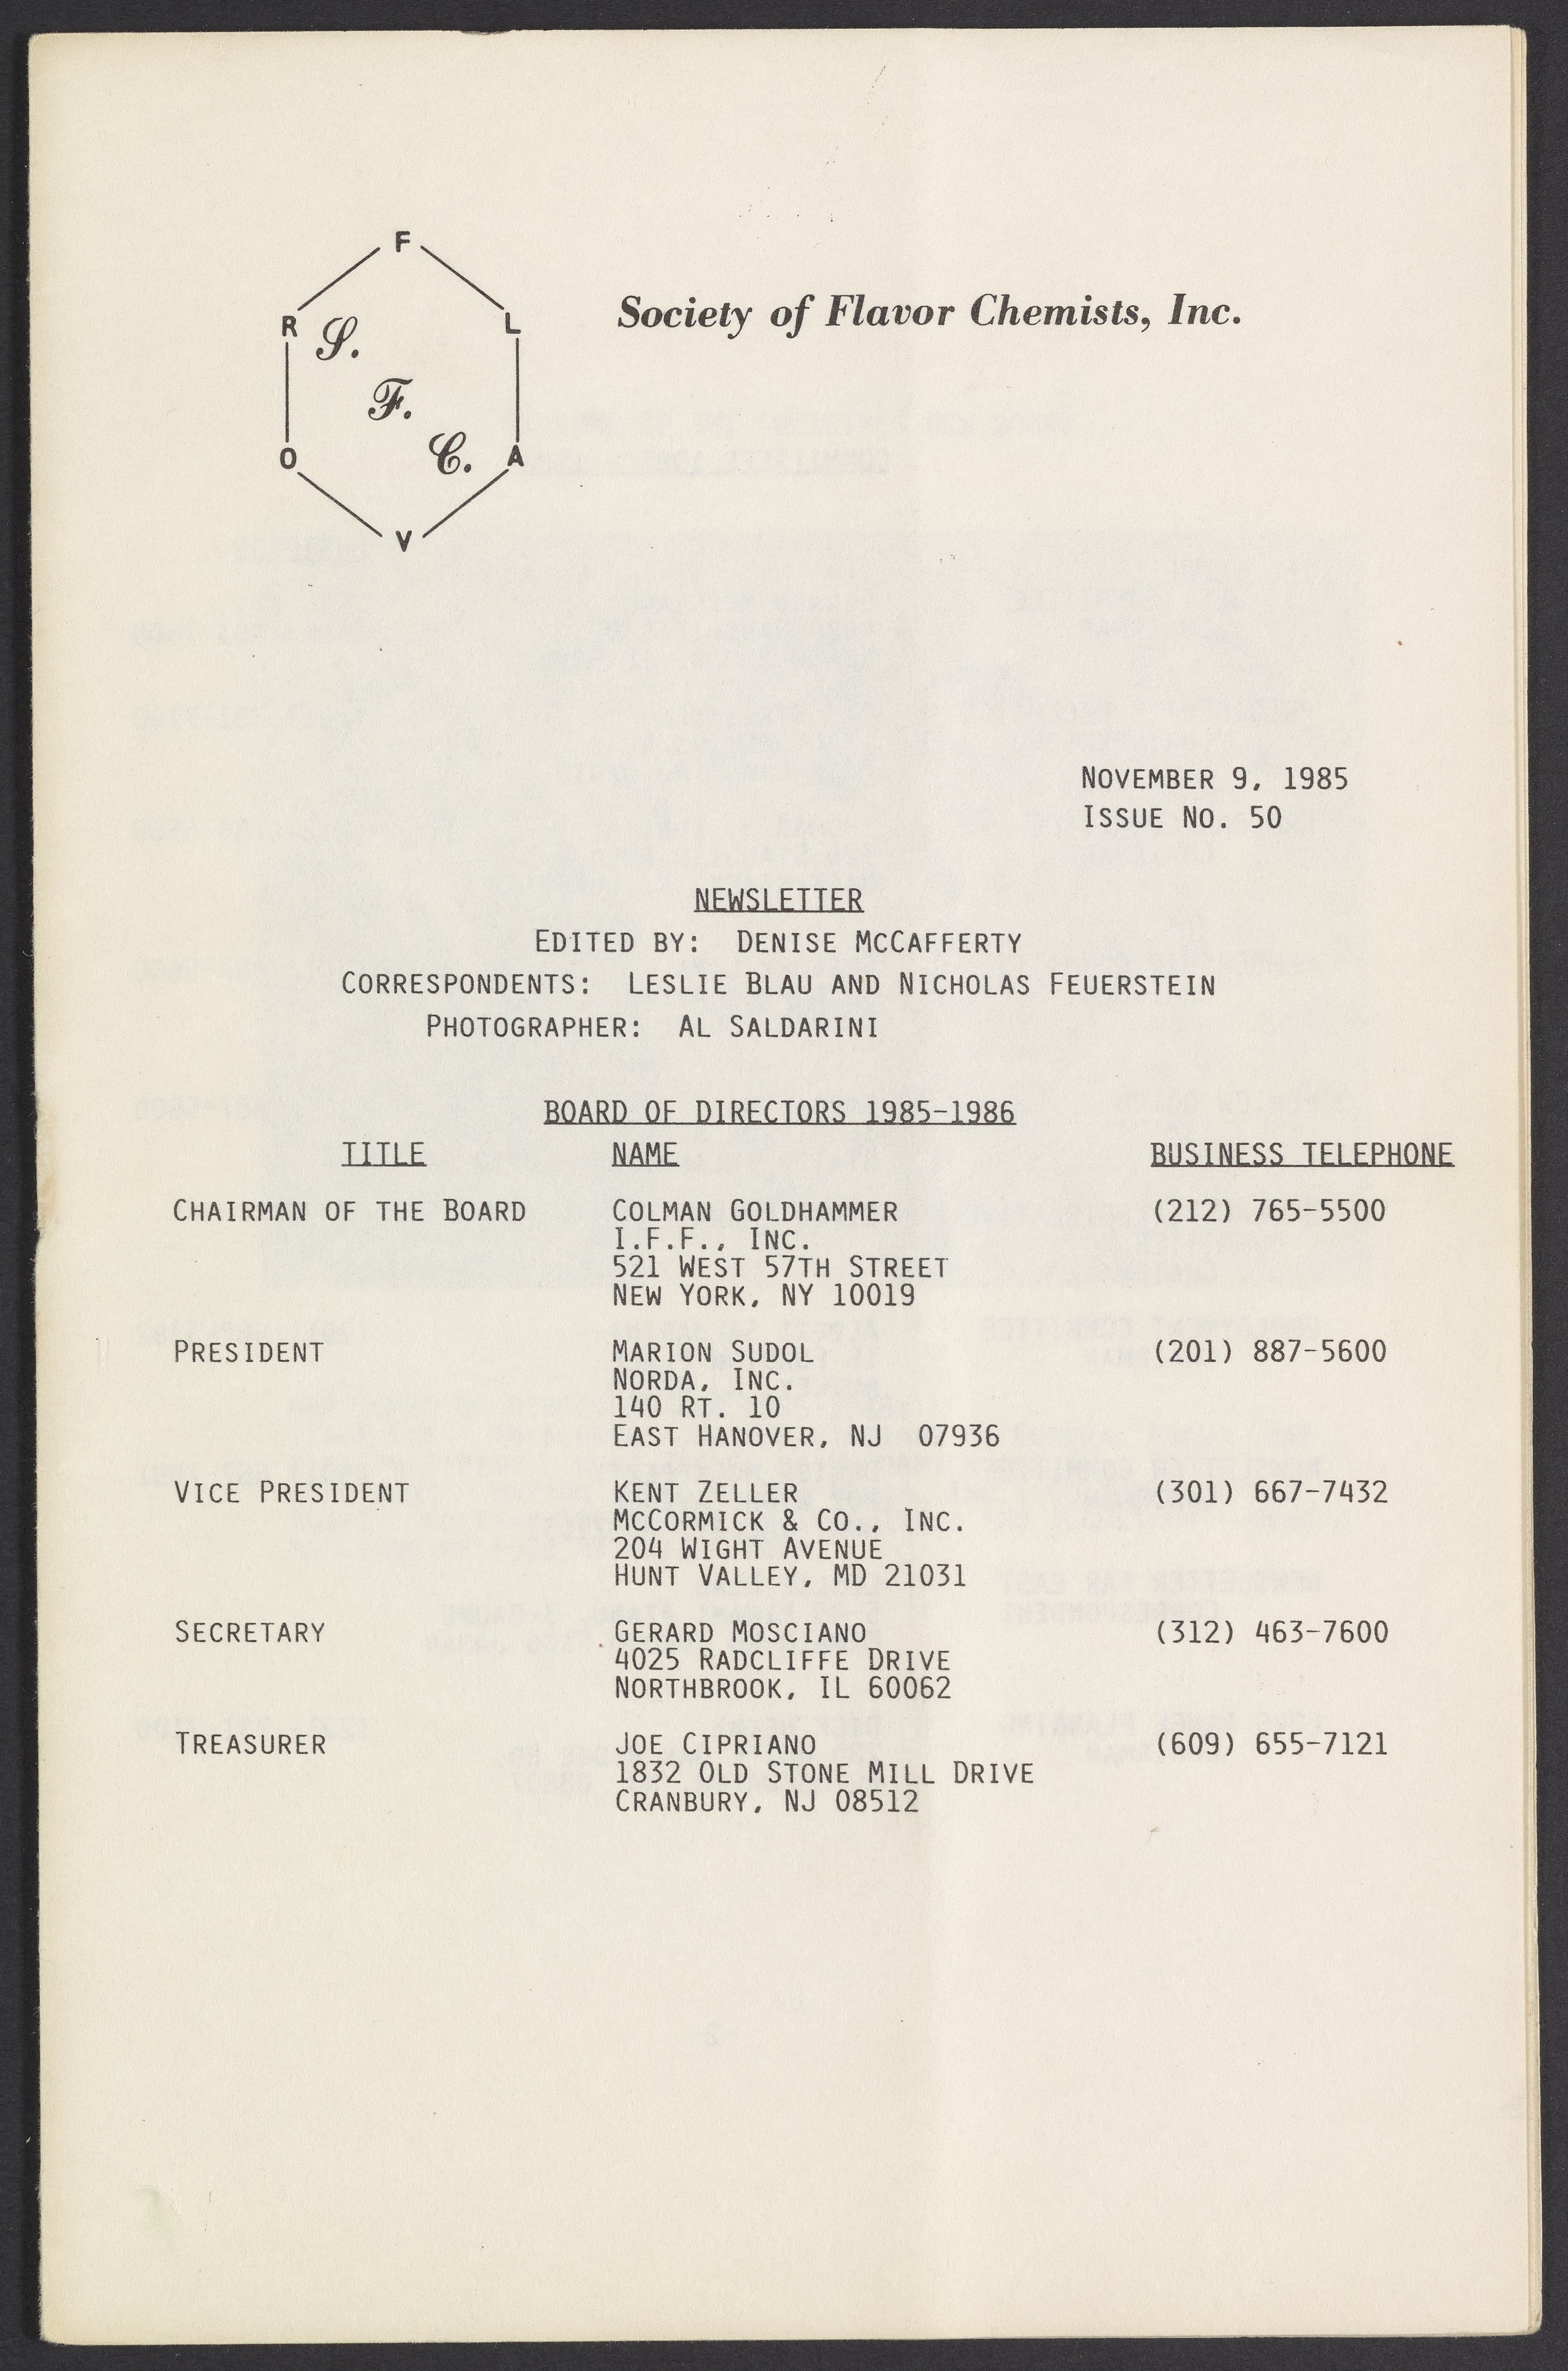 F
R
L
S.
F.
C.
O
A
V
Society of Flavor Chemists, Inc.
NOVEMBER 9, 1985
ISSUE NO. 50
NEWSLETTER
EDITED BY: DENISE MCCAFFERTY
CORRESPONDENTS: LESLIE BLAU AND NICHOLAS FEUERSTEIN
PHOTOGRAPHER: AL SALDARINI
BOARD OF DIRECTORS 1985-1986
TITLE NAME BUSINESS TELEPHONE
CHAIRMAN OF THE BOARD COLMAN GOLDHAMMER (212) 765-5500
I.F.F., INC.
521 WEST 57TH STREET
NEW YORK, NY 10019
PRESIDENT MARION SUDOL (201) 887-5600
NORDA, INC.
140 RT. 10
EAST HANOVER, NJ 07936
VICE PRESIDENT KENT ZELLER (301) 667-7432
MCCORMICK & CO., INC.
204 WIGHT AVENUE
HUNT VALLEY, MD 21031
SECRETARY GERARD MOSCIANO (312) 463-7600
4025 RADCLIFFE DRIVE
NORTHBROOK, IL 60062
TREASURER JOE CIPRIANO (609) 655-7121
1832 OLD STONE MILL DRIVE
CRANBURY, NJ 08512